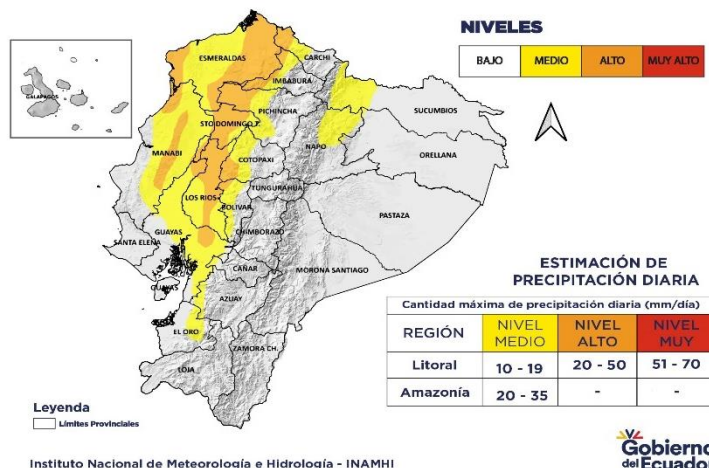 NIVELES
BAJO MEDIO ALTO MUY ALTO
GALAPAGOS
ESMERALDAS
CARCHI
IMBABURA
SUCUMBIOS
PICHINCHA
STO DOMINGO T.
NAPO
ORELLANA
MANABI
COTOPAXI
TUNGURAHUA
LOS RIOS
BOLIVAR
PASTAZA
CHIMBORAZO
GUAYAS
SANTA ELENA
MORONA SANTIAGO
CAÑAR
GUAYAS
AZUAY
EL ORO
ZAMORA CH.
LOJA
ESTIMACIÓN DE
PRECIPITACIÓN DIARIA
Cantidad máxima de precipitación diaria (mm/día)
REGIÓN NIVEL MEDIO NIVEL ALTO NIVEL MUY
Litoral 10 - 19 20 - 50 51 - 70
Amazonía 20 - 35 - -
Leyenda
Límites Provinciales
Instituto Nacional de Meteorología e Hidrología - INAMHI
Gobierno
del Ecuador